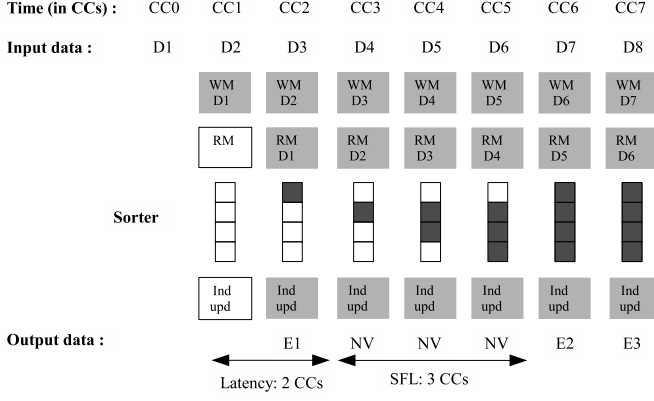 Time (in CCs) : CC0 CC1 CC2 CC3 CC4 CC5 CC6 CC7
Input data : D1 D2 D3 D4 D5 D6 D7 D8
WM WM WM WM WM WM WM
D1 D2 D3 D4 D5 D6 D7
RM RM RM RM RM RM RM
D1 D2 D3 D4 D5 D6
Sorter
Ind Ind Ind Ind Ind Ind Ind
upd upd upd upd upd upd upd
Output data : E1 NV NV NV E2 E3
Latency: 2 CCs SFL: 3 CCs